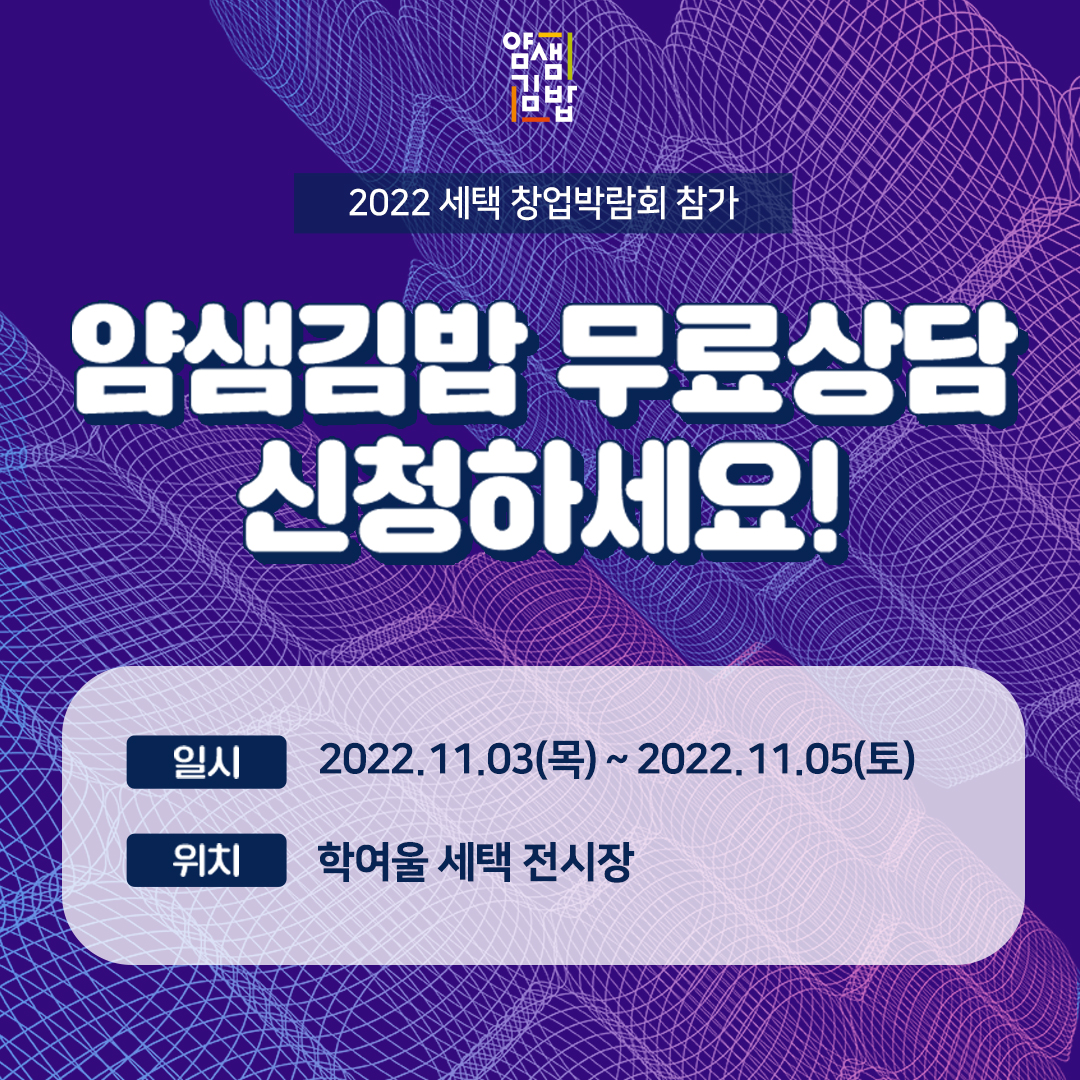 얌샘
김밥
2022 세택 창업박람회 참가
얌샘김밥 무료상담
신청하세요!
일시 2022.11.03(목) ~ 2022.11.05(토)
위치 학여울 세택 전시장